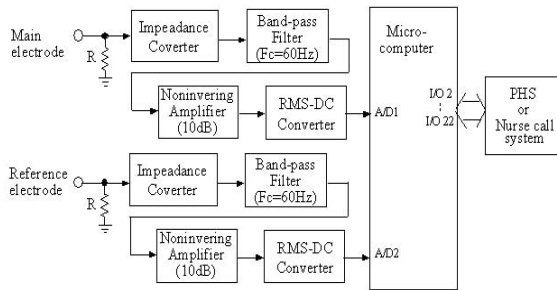 Main
electrode
R
Impedance
Coverter
Band-pass
Filter
(Fc=60Hz)
Noninvering
Amplifier
(10dB)
RMS-DC
Converter
A/D1
Micro-
computer
I/O 2
I/O 22
PHS
or
Nurse call
system
Reference
electrode
R
Impedance
Coverter
Band-pass
Filter
(Fc=60Hz)
Noninvering
Amplifier
(10dB)
RMS-DC
Converter
A/D2